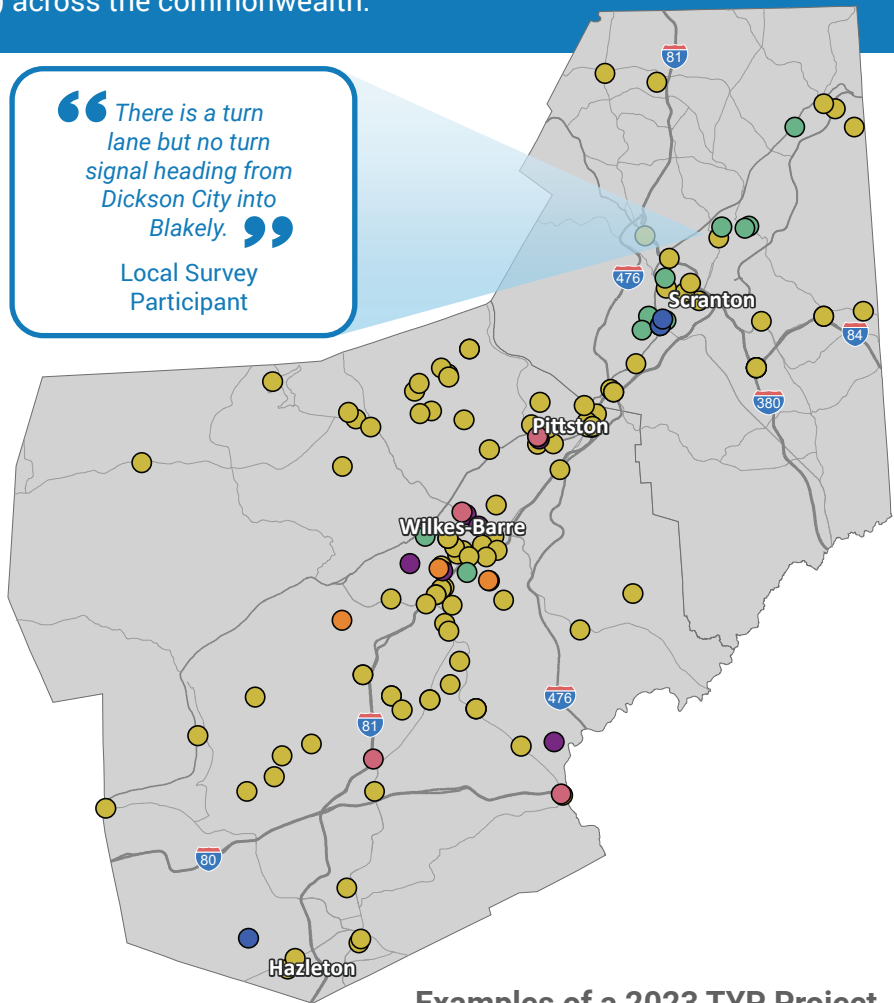 ) across the commonwealth.
❝ There is a turn
lane but no turn
signal heading from
Dickson City into
Blakely. ❞
Local Survey
Participant
81
476
Scranton
84
380
Pittston
Wilkes-Barre
476
81
80
Hazleton
Examples of a 2023 TYP Project